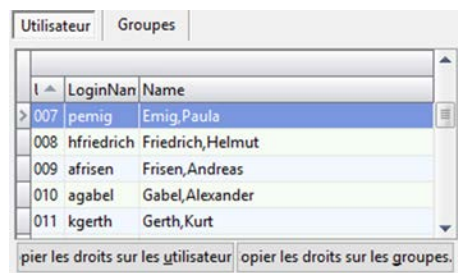 Utilisateur Groupes
l LoginNan Name
007 pemig Emig,Paula
008 hfriedrich Friedrich,Helmut
009 afrisen Frisen,Andreas
010 agabel Gabel,Alexander
011 kgerth Gerth,Kurt
pier les droits sur les utilisateur opier les droits sur les groupes.